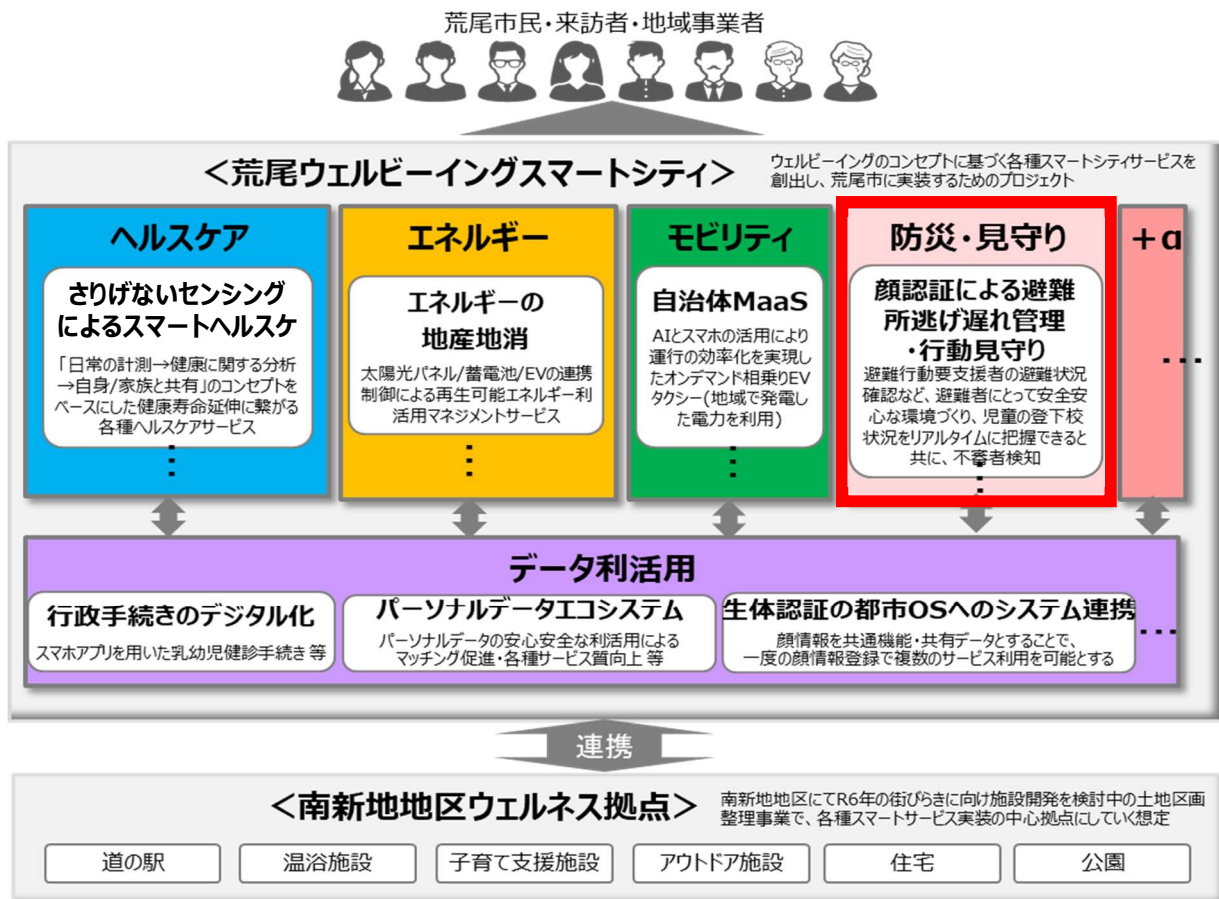 荒尾市民・来訪者・地域事業者
＜荒尾ウェルビーイングスマートシティ＞
ウェルビーイングのコンセプトに基づく各種スマートシティサービスを
創出し、荒尾市に実装するためのプロジェクト
ヘルスケア
さりげないセンシング
によるスマートヘルスケ
「日常の計測→健康に関する分析
→自身/家族と共有」のコンセプトを
ベースにした健康寿命延伸に繋がる
各種ヘルスケアサービス
⋮
エネルギー
エネルギーの
地産地消
太陽光パネル/蓄電池/EVの連携
制御による再生可能エネルギー利
活用マネジメントサービス
⋮
モビリティ
自治体MaaS
AIとスマホの活用により
運行の効率化を実現し
たオンデマンド相乗りEV
タクシー(地域で発電し
た電力を利用)
⋮
防災・見守り
顔認証による避難
所逃げ遅れ管理
・行動見守り
避難行動要支援者の避難状況
確認など、避難者にとって安全安
心な環境づくり、児童の登下校
状況をリアルタイムに把握できると
共に、不審者検知
⋮
＋α
…
データ利活用
行政手続きのデジタル化
スマホアプリを用いた乳幼児健診手続き 等
パーソナルデータエコシステム
パーソナルデータの安心安全な利活用による
マッチング促進・各種サービス質向上 等
生体認証の都市OSへのシステム連携
顔情報を共通機能・共有データとすることで、
一度の顔情報登録で複数のサービス利用を可能とする
…
連携
＜南新地地区ウェルネス拠点＞
南新地地区にてR6年の街びらきに向け施設開発を検討中の土地区画
整理事業で、各種スマートサービス実装の中心拠点にしていく想定
道の駅
温浴施設
子育て支援施設
アウトドア施設
住宅
公園